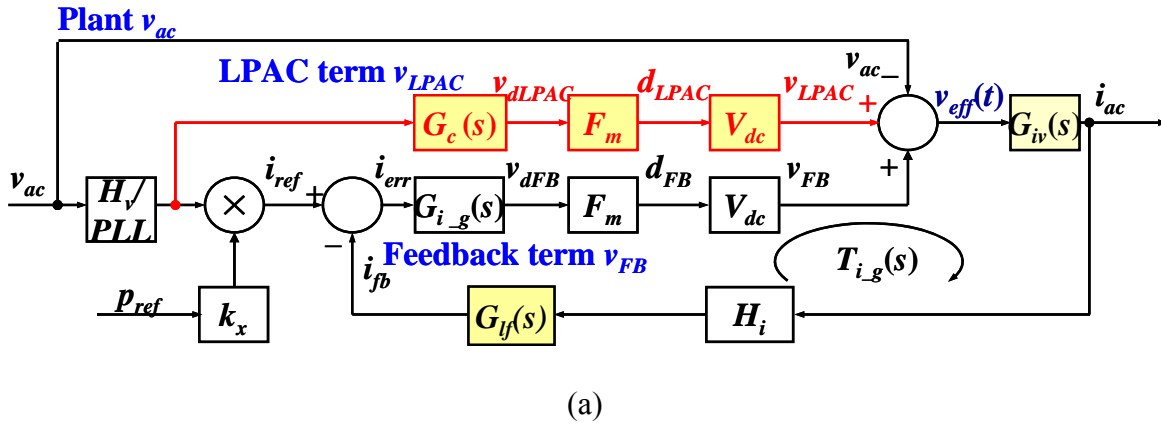 Plant v_ac
LPAC term v_LPAC
v_dLPAC
d_LPAC
v_LPAC
v_ac_
v_eff(t)
i_ac
+
G_c(s)
F_m
V_dc
G_iv(s)
v_ac
H_v/
PLL
×
i_ref
+
i_err
v_dFB
d_FB
v_FB
+
G_i_g(s)
F_m
V_dc
−
Feedback term v_FB
i_fb
T_i_g(s)
p_ref
k_x
G_lf(s)
H_i
(a)